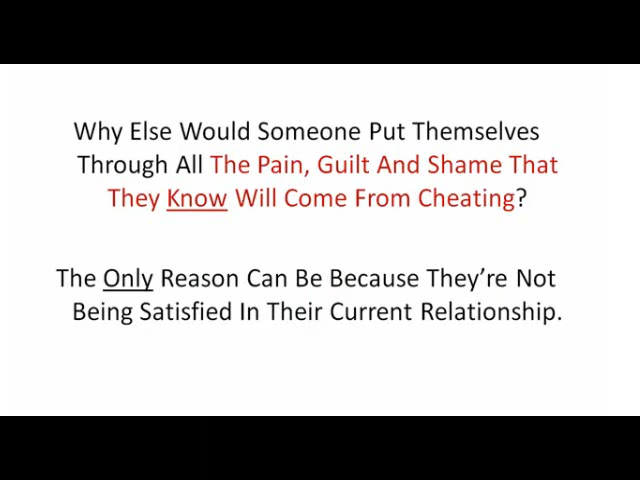 Why Else Would Someone Put Themselves
Through All The Pain, Guilt And Shame That
They Know Will Come From Cheating?
The Only Reason Can Be Because They’re Not
Being Satisfied In Their Current Relationship.